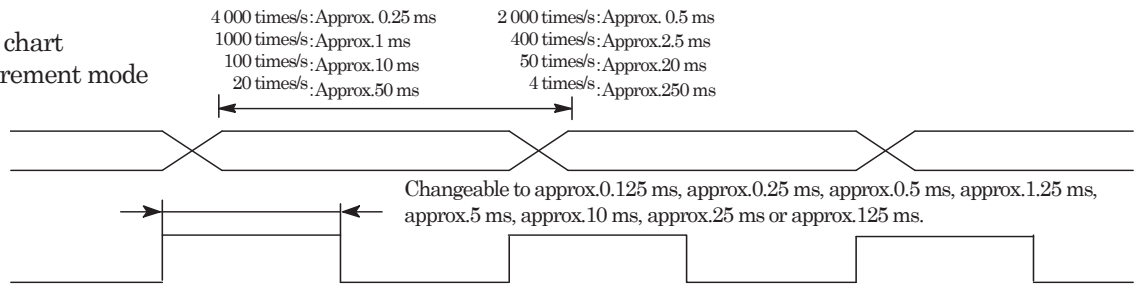 4 000 times/s:Approx. 0.25 ms 2 000 times/s:Approx. 0.5 ms
chart
1000 times/s:Approx.1 ms 400 times/s:Approx.2.5 ms
rement mode
100 times/s:Approx.10 ms 50 times/s:Approx.20 ms
20 times/s:Approx.50 ms 4 times/s:Approx.250 ms
Changeable to approx.0.125 ms, approx.0.25 ms, approx.0.5 ms, approx.1.25 ms,
approx.5 ms, approx.10 ms, approx.25 ms or approx.125 ms.